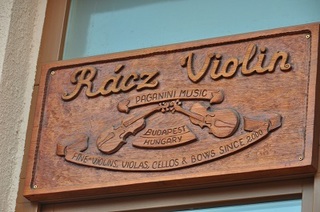 Rácz Violin
PAGANINI MUSIC
BUDAPEST
HUNGARY
FINE VIOLINS, VIOLAS, CELLOS & BOWS SINCE 2000